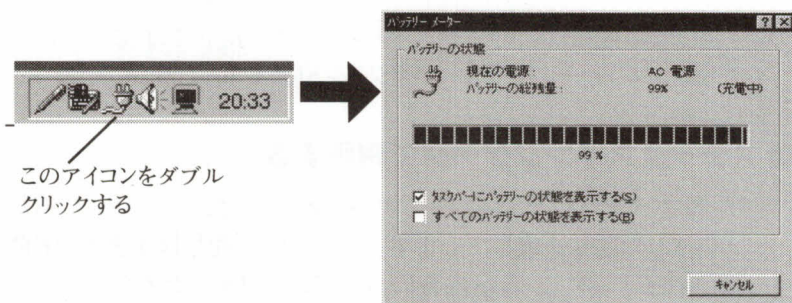 20:33
このアイコンをダブル
クリックする
バッテリー メーター
バッテリーの状態
現在の電源: AC 電源
バッテリーの総残量: 99% (充電中)
99 %
タスクバーにバッテリーの状態を表示する(S)
すべてのバッテリーの状態を表示する(B)
キャンセル